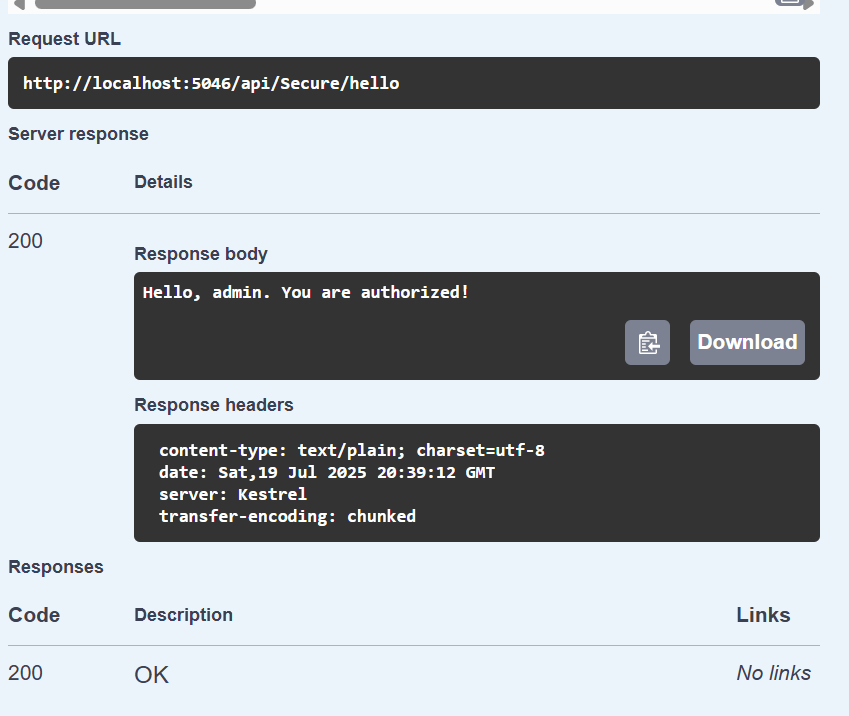 Request URL
http://localhost:5046/api/Secure/hello
Server response
Code Details
200
Response body
Hello, admin. You are authorized!
Download
Response headers
content-type: text/plain; charset=utf-8
date: Sat,19 Jul 2025 20:39:12 GMT
server: Kestrel
transfer-encoding: chunked
Responses
Code Description Links
200 OK No links